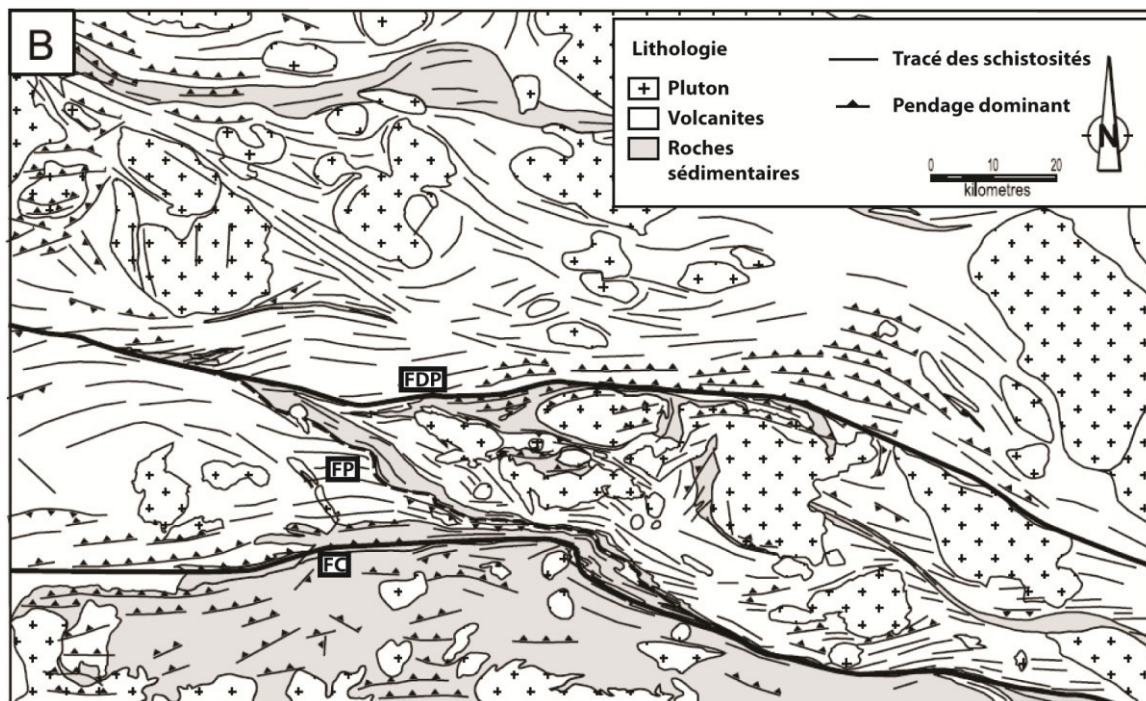 B
Lithologie
Pluton
Volcanites
Roches
sédimentaires
Tracé des schistosités
Pendage dominant
N
0 10 20
kilometres
FDP
FP
FC